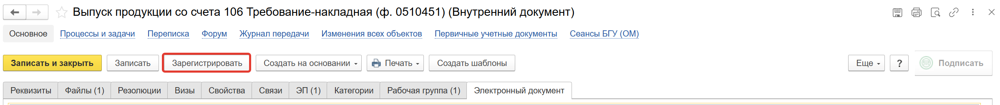 Выпуск продукции со счета 106 Требование-накладная (ф. 0510451) (Внутренний документ)
Основное Процессы и задачи Переписка Форум Журнал передачи Изменения всех объектов Первичные учетные документы Сеансы БГУ (ОМ)
Записать и закрыть Записать Зарегистрировать Создать на основании Печать Создать шаблоны Еще ? Подписать
Реквизиты Файлы (1) Резолюции Визы Свойства Связи ЭП (1) Категории Рабочая группа (1) Электронный документ